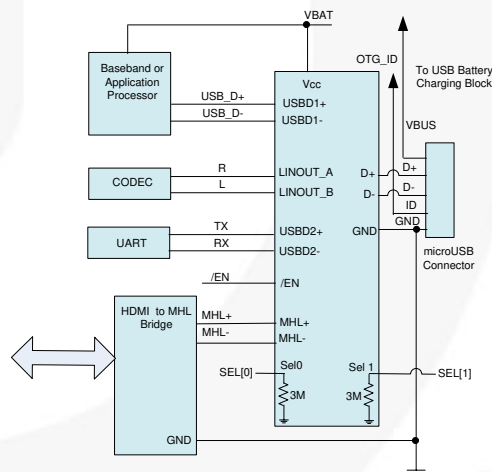 VBAT
OTG_ID
To USB Battery
Charging Block
Baseband or
Application
Processor
Vcc
USB_D+
USBD1+
USB_D-
USBD1-
VBUS
R
LINOUT_A
D+
D+
CODEC
L
LINOUT_B
D-
D-
ID
TX
USBD2+
GND
GND
UART
RX
USBD2-
microUSB
Connector
/EN
/EN
HDMI to MHL
Bridge
MHL+
MHL+
MHL-
MHL-
SEL[0]
Sel0
Sel 1
SEL[1]
3M
3M
GND